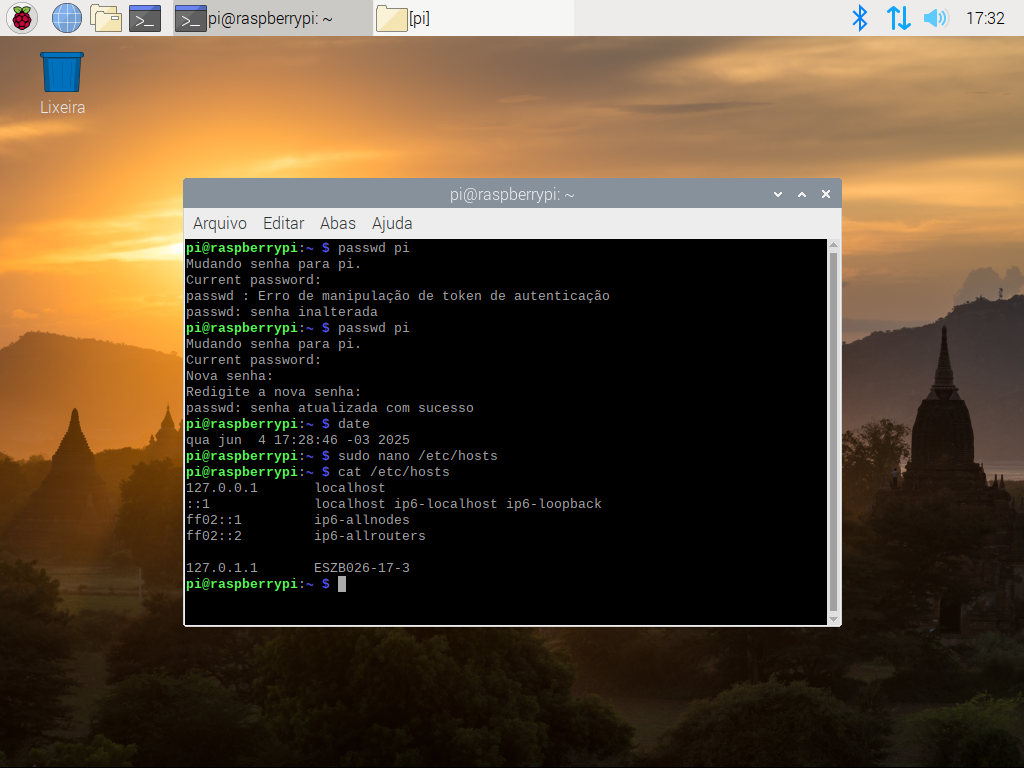 pi@raspberrypi: ~
[pi]
17:32
Lixeira
pi@raspberrypi: ~
Arquivo Editar Abas Ajuda
pi@raspberrypi:~ $ passwd pi
Mudando senha para pi.
Current password:
passwd : Erro de manipulação de token de autenticação
passwd: senha inalterada
pi@raspberrypi:~ $ passwd pi
Mudando senha para pi.
Current password:
Nova senha:
Redigite a nova senha:
passwd: senha atualizada com sucesso
pi@raspberrypi:~ $ date
qua jun  4 17:28:46 -03 2025
pi@raspberrypi:~ $ sudo nano /etc/hosts
pi@raspberrypi:~ $ cat /etc/hosts
127.0.0.1       localhost
::1             localhost ip6-localhost ip6-loopback
ff02::1         ip6-allnodes
ff02::2         ip6-allrouters
127.0.1.1       ESZB026-17-3
pi@raspberrypi:~ $